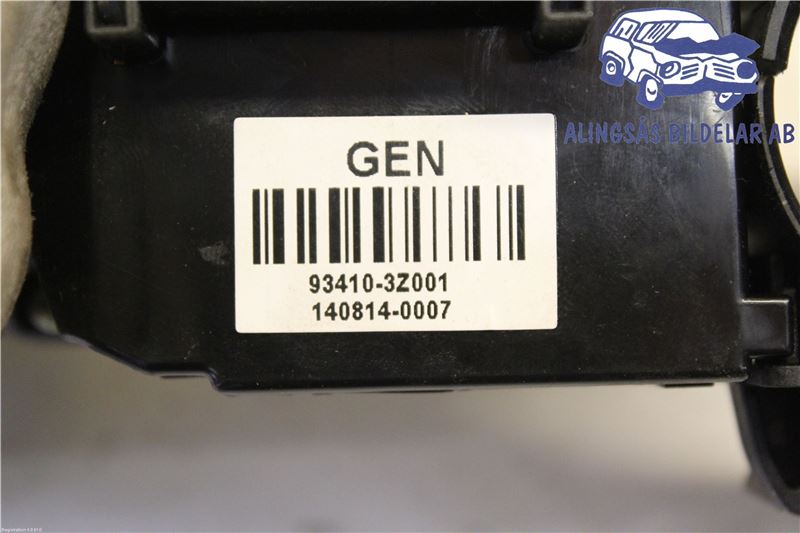 ALINGSÅS BILDELAR AB
GEN
93410-3Z001
140814-0007